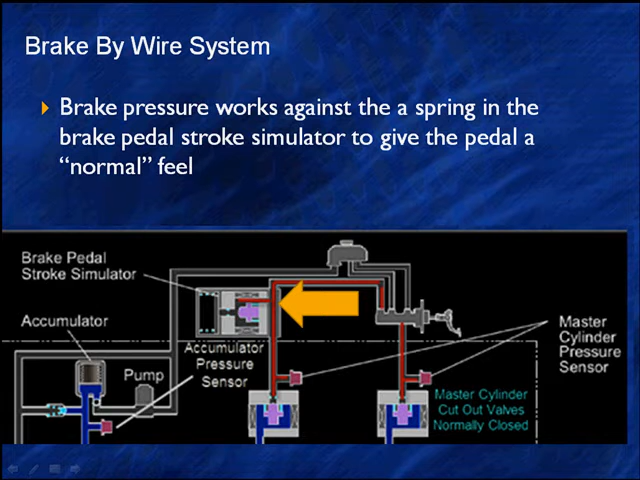 Brake By Wire System
Brake pressure works against the a spring in the
brake pedal stroke simulator to give the pedal a
“normal” feel
Brake Pedal
Stroke Simulator
Accumulator
Accumulator
Pressure
Sensor
Pump
Master
Cylinder
Pressure
Sensor
Master Cylinder
Cut Out Valves
Normally Closed